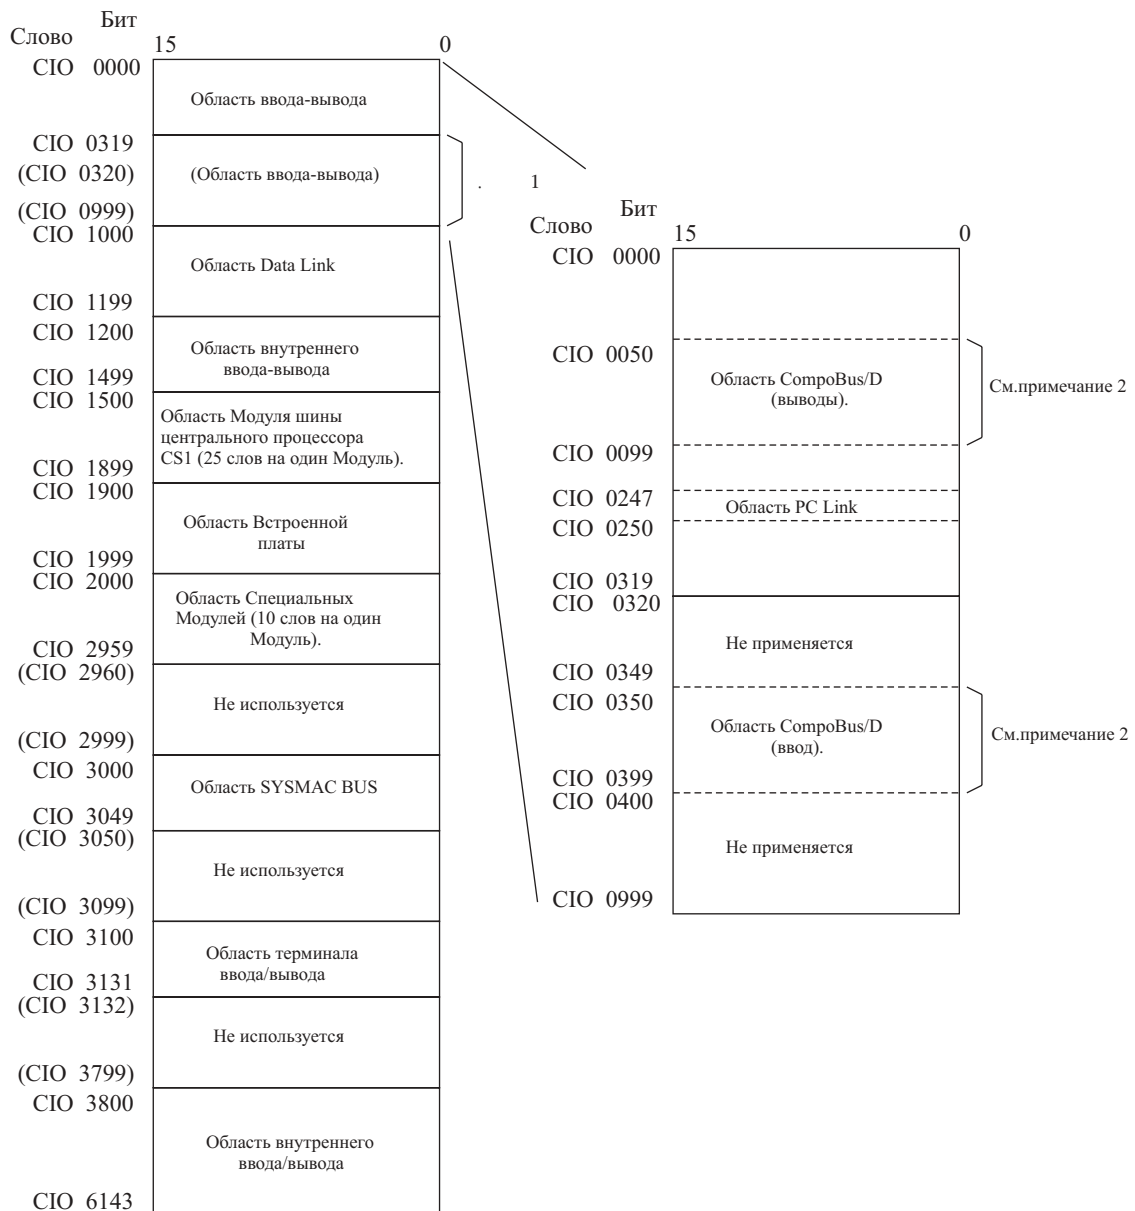 Бит
Слово
15 0
CIO 0000
Область ввода-вывода
CIO 0319
(CIO 0320)
(Область ввода-вывода)
. 1
(CIO 0999)
CIO 1000
Область Data Link
CIO 1199
CIO 1200
Область внутреннего
ввода-вывода
CIO 1499
CIO 1500
Область Модуля шины
центрального процессора
CS1 (25 слов на один Модуль).
CIO 1899
CIO 1900
Область Встроенной
платы
CIO 1999
CIO 2000
Область Специальных
Модулей (10 слов на один
Модуль).
CIO 2959
(CIO 2960)
Не используется
(CIO 2999)
CIO 3000
Область SYSMAC BUS
CIO 3049
(CIO 3050)
Не используется
(CIO 3099)
CIO 3100
Область терминала
ввода/вывода
CIO 3131
(CIO 3132)
Не используется
(CIO 3799)
CIO 3800
Область внутреннего
ввода/вывода
CIO 6143
Бит
Слово
15 0
CIO 0000
CIO 0050
Область CompoBus/D
(выводы).
См.примечание 2
CIO 0099
CIO 0247
Область PC Link
CIO 0250
CIO 0319
CIO 0320
Не применяется
CIO 0349
CIO 0350
Область CompoBus/D
(ввод).
См.примечание 2
CIO 0399
CIO 0400
Не применяется
CIO 0999